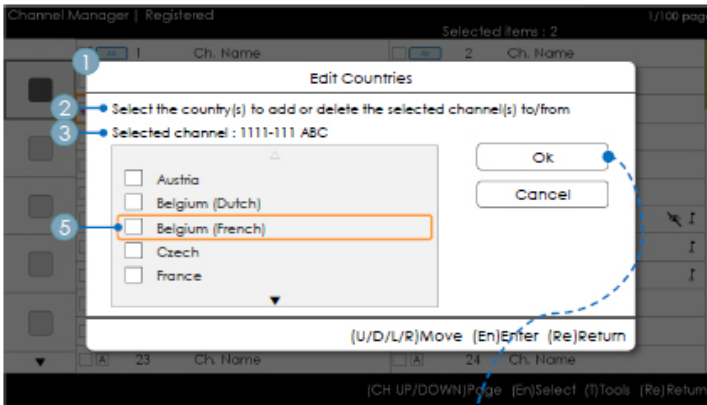 Channel Manager | Registered
1/100 page
Selected items : 2
1 Ch. Name
2 Ch. Name
1
Edit Countries
2
Select the country(s) to add or delete the selected channel(s) to/from
3
Selected channel : 1111-111 ABC
Ok
Austria
Cancel
Belgium (Dutch)
5
Belgium (French)
Czech
France
(U/D/L/R)Move (En)Enter (Re)Return
A 23 Ch. Name
A 24 Ch. Name
(CH UP/DOWN)Page (En)Select (T)Tools (Re)Return